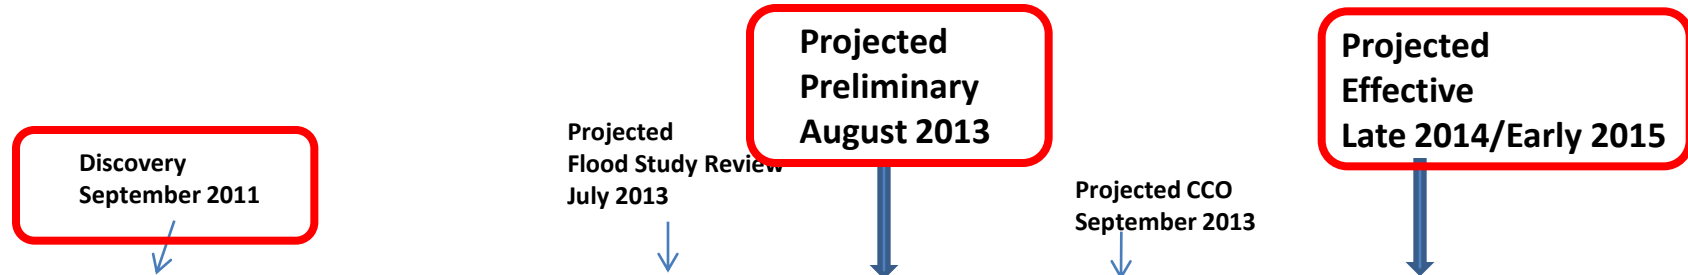 Discovery
September 2011
Projected
Flood Study Review
July 2013
Projected
Preliminary
August 2013
Projected CCO
September 2013
Projected
Effective
Late 2014/Early 2015